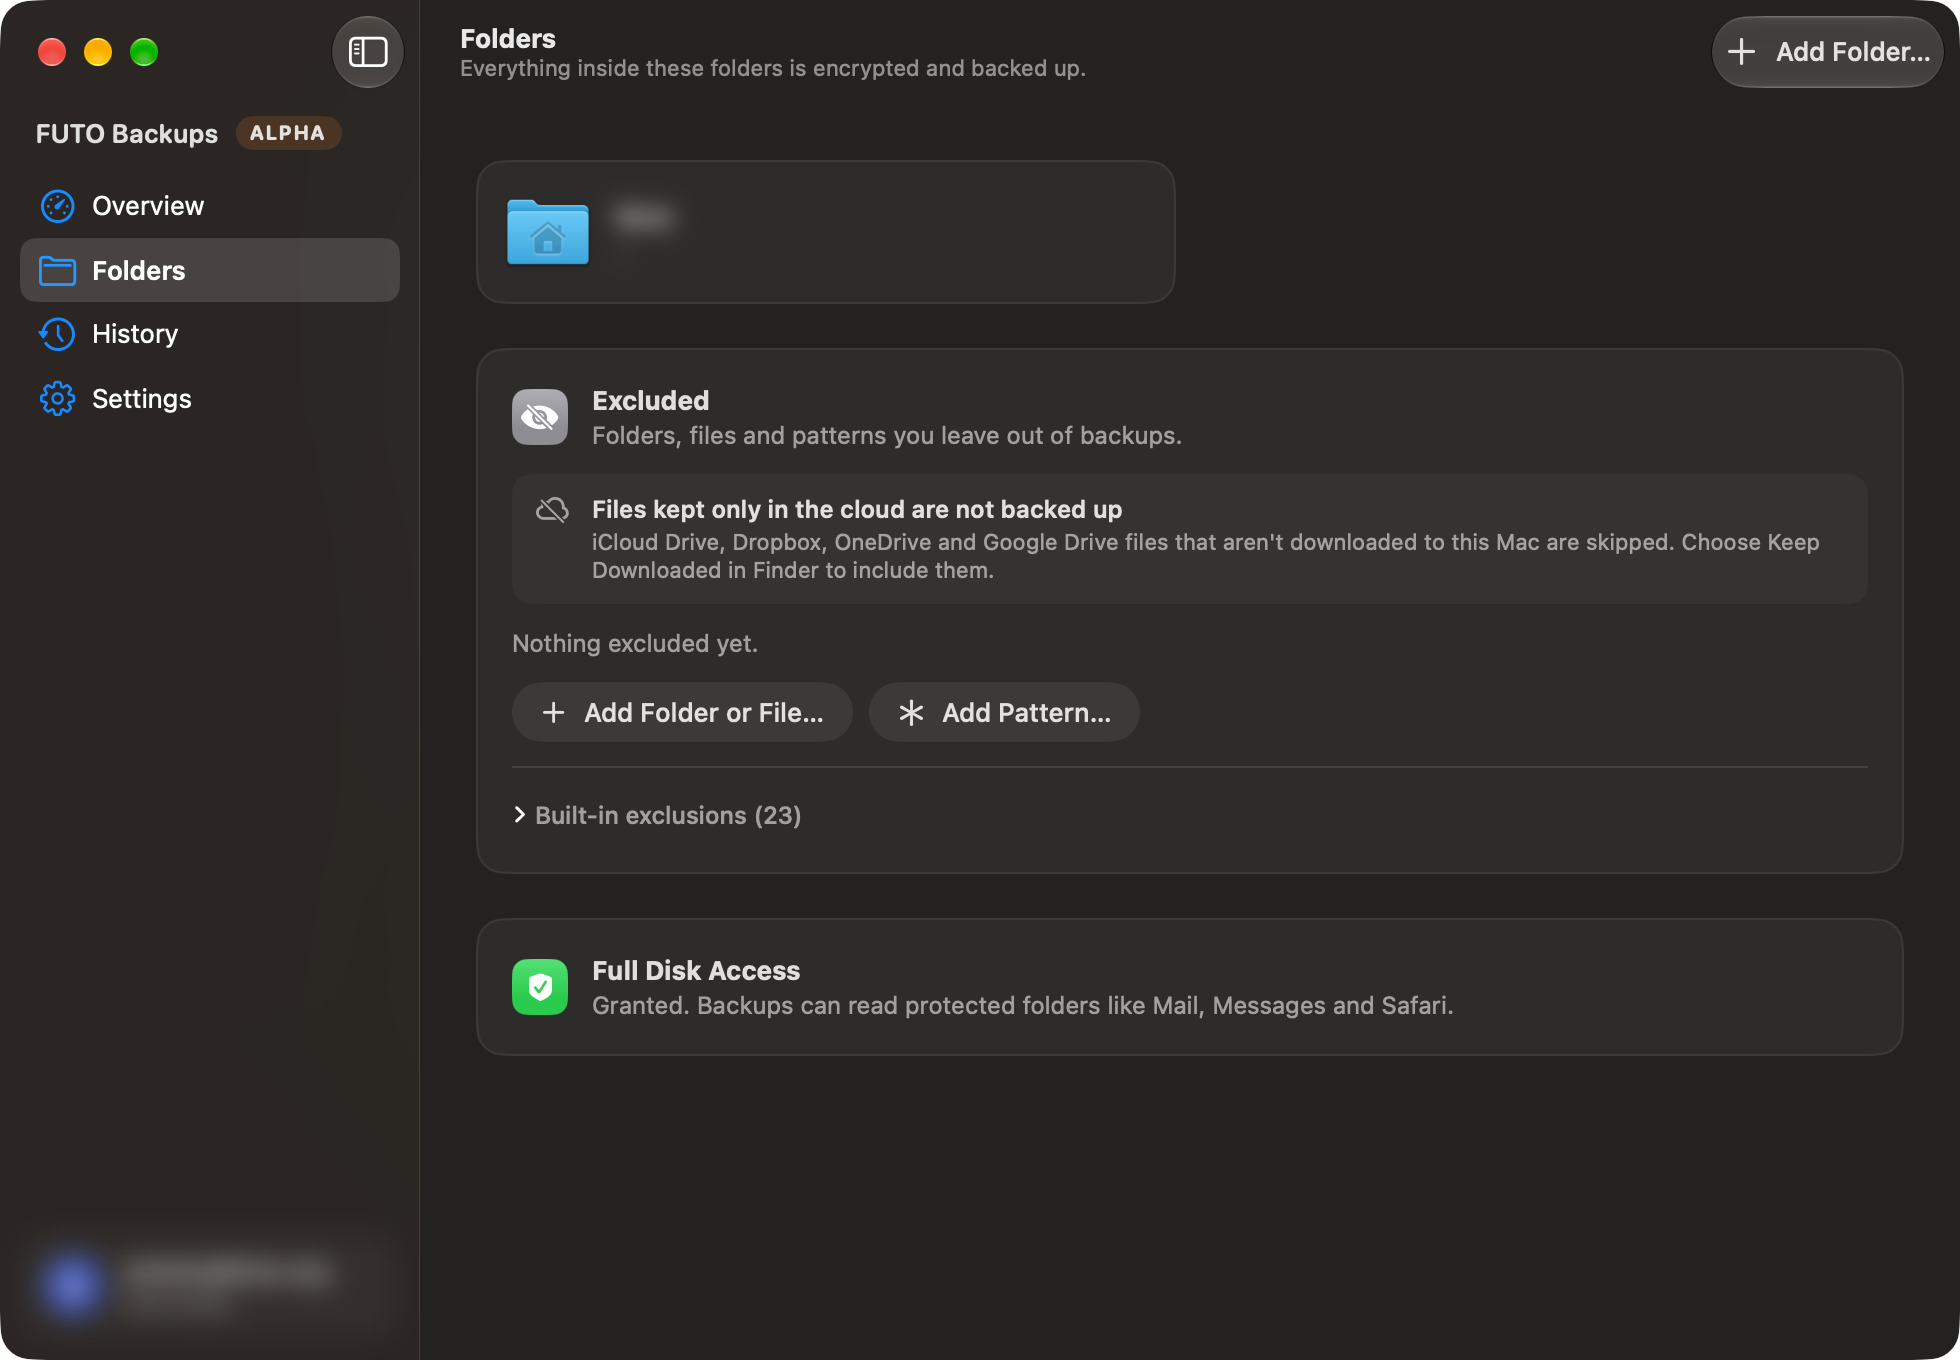 FUTO Backups ALPHA
Overview
Folders
History
Settings
Folders
Everything inside these folders is encrypted and backed up.
Add Folder...
Excluded
Folders, files and patterns you leave out of backups.
Files kept only in the cloud are not backed up
iCloud Drive, Dropbox, OneDrive and Google Drive files that aren't downloaded to this Mac are skipped. Choose Keep
Downloaded in Finder to include them.
Nothing excluded yet.
Add Folder or File...
Add Pattern...
Built-in exclusions (23)
Full Disk Access
Granted. Backups can read protected folders like Mail, Messages and Safari.